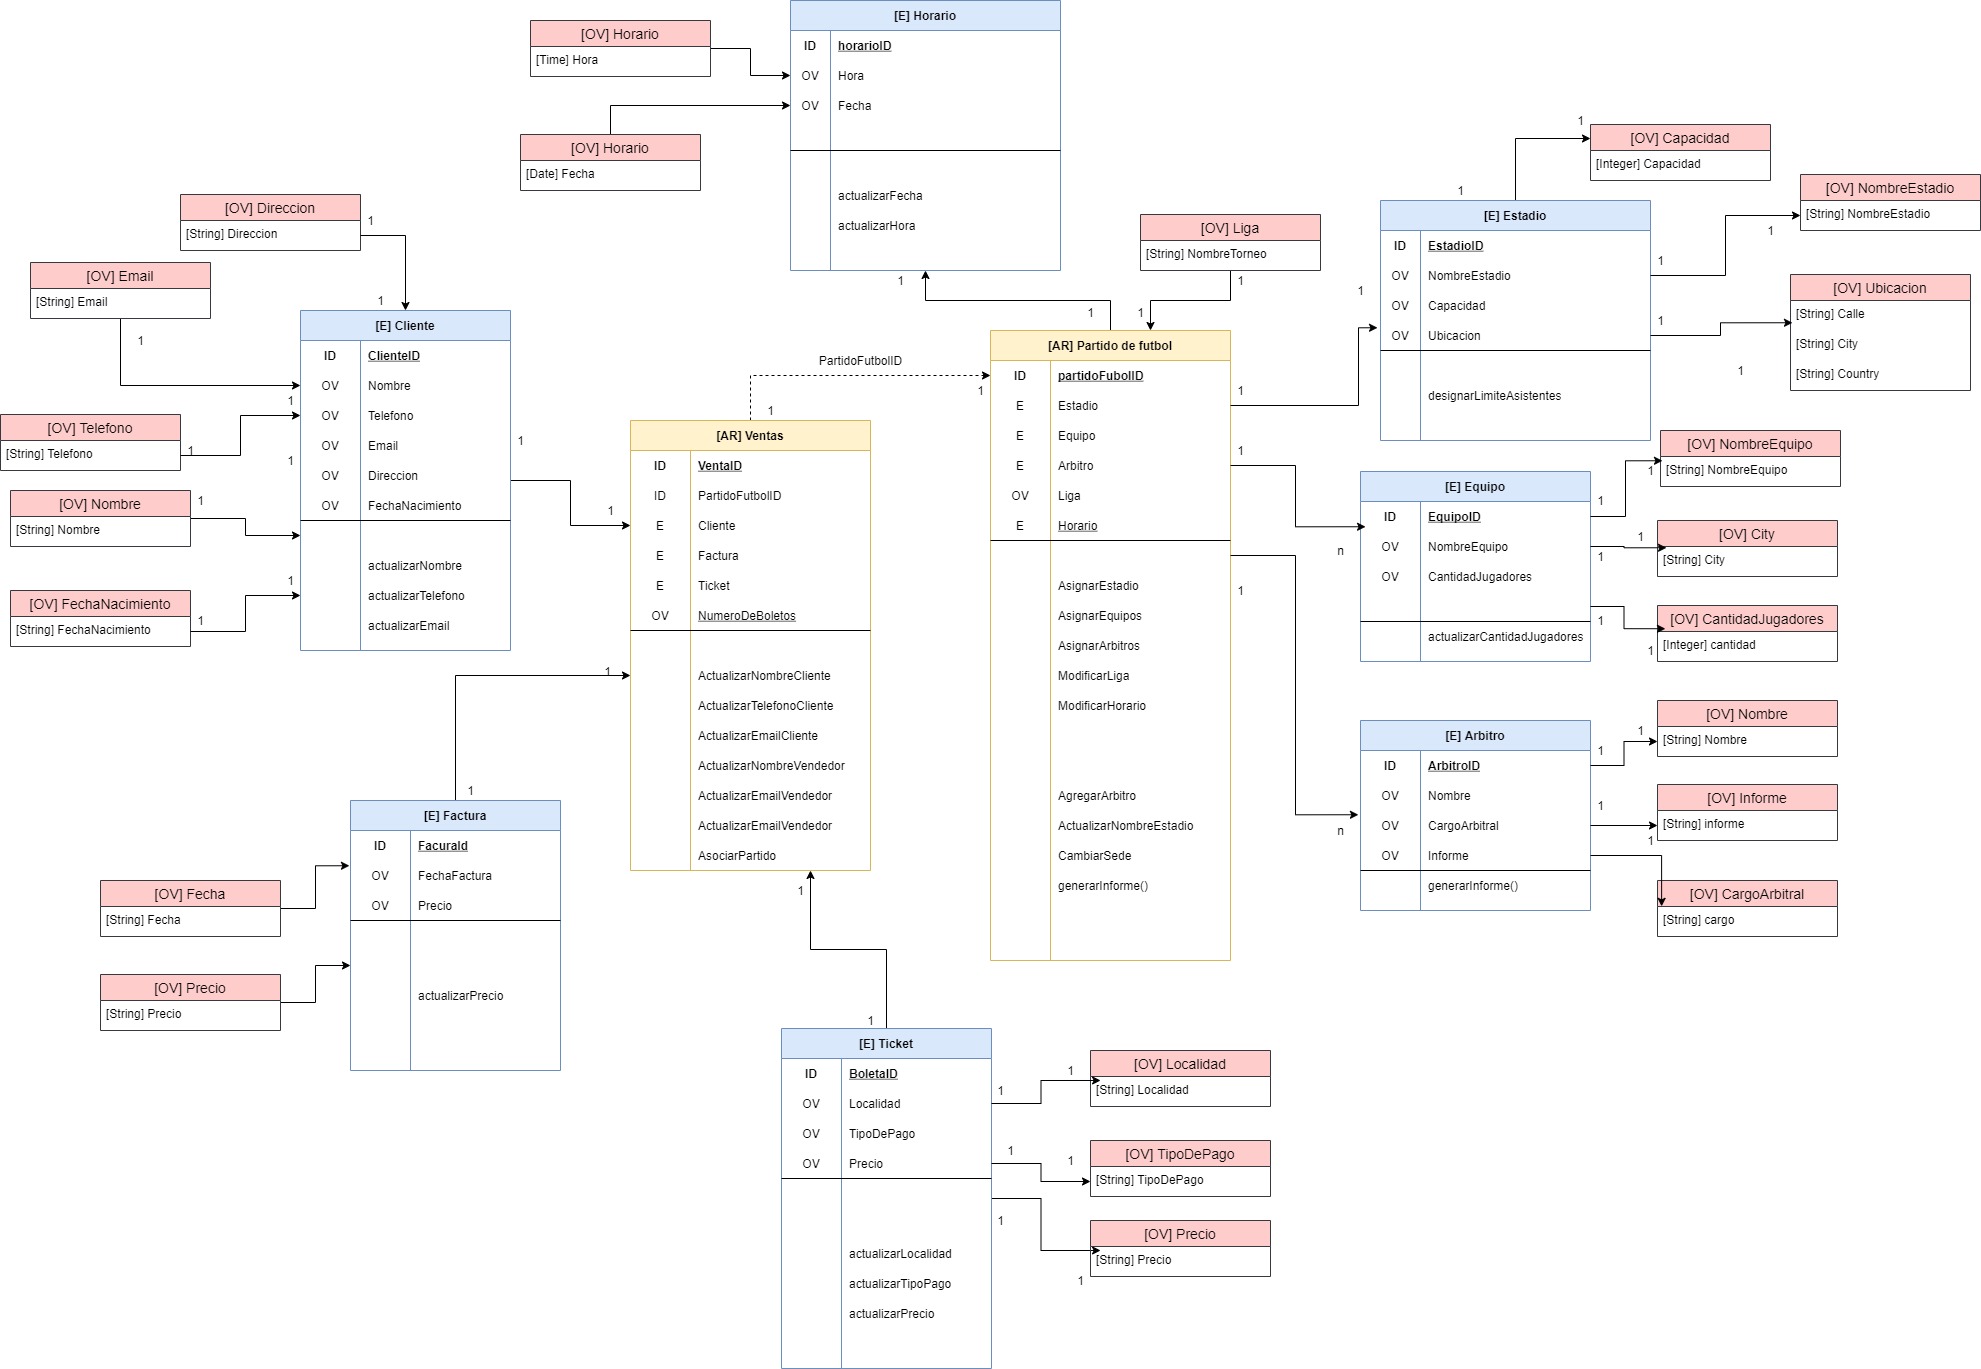 [E] Horario
ID horarioID
OV Hora
OV Fecha
actualizarFecha
actualizarHora
[OV] Horario
[Time] Hora
[OV] Horario
[Date] Fecha
[OV] Direccion
[String] Direccion
1
[OV] Email
[String] Email
1
1
[OV] Telefono
[String] Telefono
1
1
[OV] Nombre
[String] Nombre
1
1
[OV] FechaNacimiento
[String] FechaNacimiento
1
1
[E] Cliente
ID ClienteID
OV Nombre
OV Telefono
OV Email
OV Direccion
OV FechaNacimiento
actualizarNombre
actualizarTelefono
actualizarEmail
1
1
PartidoFutbolID
1
1
[AR] Ventas
ID VentaID
ID PartidoFutbolID
E Cliente
E Factura
E Ticket
OV NumeroDeBoletos
ActualizarNombreCliente
ActualizarTelefonoCliente
ActualizarEmailCliente
ActualizarNombreVendedor
ActualizarEmailVendedor
ActualizarEmailVendedor
AsociarPartido
1
1
1
1
[E] Factura
ID FacuraId
OV FechaFactura
OV Precio
actualizarPrecio
[OV] Fecha
[String] Fecha
[OV] Precio
[String] Precio
[E] Ticket
ID BoletaID
OV Localidad
OV TipoDePago
OV Precio
actualizarLocalidad
actualizarTipoPago
actualizarPrecio
1
1
[OV] Localidad
[String] Localidad
1
1
[OV] TipoDePago
[String] TipoDePago
1
1
[OV] Precio
[String] Precio
[OV] Liga
[String] NombreTorneo
1
1
1
1
[AR] Partido de futbol
ID partidoFubolID
E Estadio
E Equipo
E Arbitro
OV Liga
E Horario
AsignarEstadio
AsignarEquipos
AsignarArbitros
ModificarLiga
ModificarHorario
AgregarArbitro
ActualizarNombreEstadio
CambiarSede
generarInforme()
1
1
1
n
1
n
[E] Estadio
ID EstadioID
OV NombreEstadio
OV Capacidad
OV Ubicacion
designarLimiteAsistentes
1
1
[OV] Capacidad
[Integer] Capacidad
1
1
[OV] NombreEstadio
[String] NombreEstadio
1
1
[OV] Ubicacion
[String] Calle
[String] City
[String] Country
[E] Equipo
ID EquipoID
OV NombreEquipo
OV CantidadJugadores
actualizarCantidadJugadores
1
1
[OV] NombreEquipo
[String] NombreEquipo
1
1
[OV] City
[String] City
1
1
[OV] CantidadJugadores
[Integer] cantidad
[E] Arbitro
ID ArbitroID
OV Nombre
OV CargoArbitral
OV Informe
generarInforme()
1
1
[OV] Nombre
[String] Nombre
1
1
[OV] Informe
[String] informe
[OV] CargoArbitral
[String] cargo